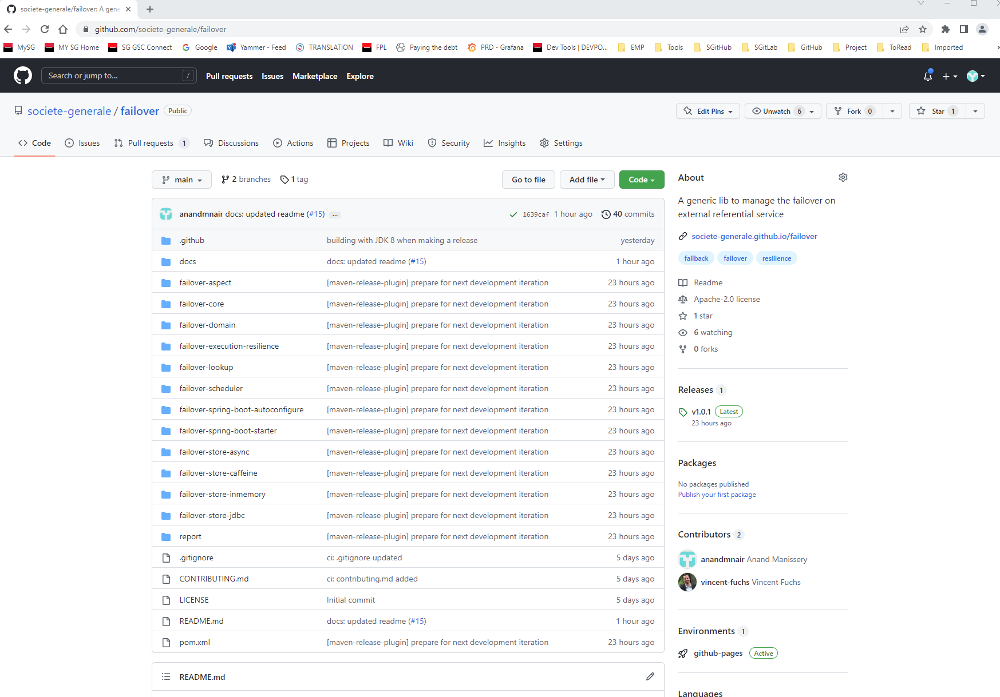 societe-generale/failover: A gene
github.com/societe-generale/failover
MySG MY SG Home SG GSC Connect Google Yammer - Feed TRANSLATION FPL Paying the debt PRD - Grafana Dev Tools | DEVPO... EMP Tools SGitHub SGitLab GitHub Project ToRead Imported
Search or jump to... / Pull requests Issues Marketplace Explore
societe-generale / failover Public Edit Pins Unwatch 6 Fork 0 Star 1
Code Issues Pull requests 1 Discussions Actions Projects Wiki Security Insights Settings
main 2 branches 1 tag Go to file Add file Code
anandmnair docs: updated readme (#15) ... 1639caf 1 hour ago 40 commits
.github building with JDK 8 when making a release yesterday
docs docs: updated readme (#15) 1 hour ago
failover-aspect [maven-release-plugin] prepare for next development iteration 23 hours ago
failover-core [maven-release-plugin] prepare for next development iteration 23 hours ago
failover-domain [maven-release-plugin] prepare for next development iteration 23 hours ago
failover-execution-resilience [maven-release-plugin] prepare for next development iteration 23 hours ago
failover-lookup [maven-release-plugin] prepare for next development iteration 23 hours ago
failover-scheduler [maven-release-plugin] prepare for next development iteration 23 hours ago
failover-spring-boot-autoconfigure [maven-release-plugin] prepare for next development iteration 23 hours ago
failover-spring-boot-starter [maven-release-plugin] prepare for next development iteration 23 hours ago
failover-store-async [maven-release-plugin] prepare for next development iteration 23 hours ago
failover-store-caffeine [maven-release-plugin] prepare for next development iteration 23 hours ago
failover-store-inmemory [maven-release-plugin] prepare for next development iteration 23 hours ago
failover-store-jdbc [maven-release-plugin] prepare for next development iteration 23 hours ago
report [maven-release-plugin] prepare for next development iteration 23 hours ago
.gitignore ci: .gitignore updated 5 days ago
CONTRIBUTING.md ci: contributing.md added 5 days ago
LICENSE Initial commit 5 days ago
README.md docs: updated readme (#15) 1 hour ago
pom.xml [maven-release-plugin] prepare for next development iteration 23 hours ago
README.md
About
A generic lib to manage the failover on
external referential service
societe-generale.github.io/failover
fallback failover resilience
Readme
Apache-2.0 license
1 star
6 watching
0 forks
Releases 1
v1.0.1 Latest
23 hours ago
Packages
No packages published
Publish your first package
Contributors 2
anandmnair Anand Manissery
vincent-fuchs Vincent Fuchs
Environments 1
github-pages Active
Languages